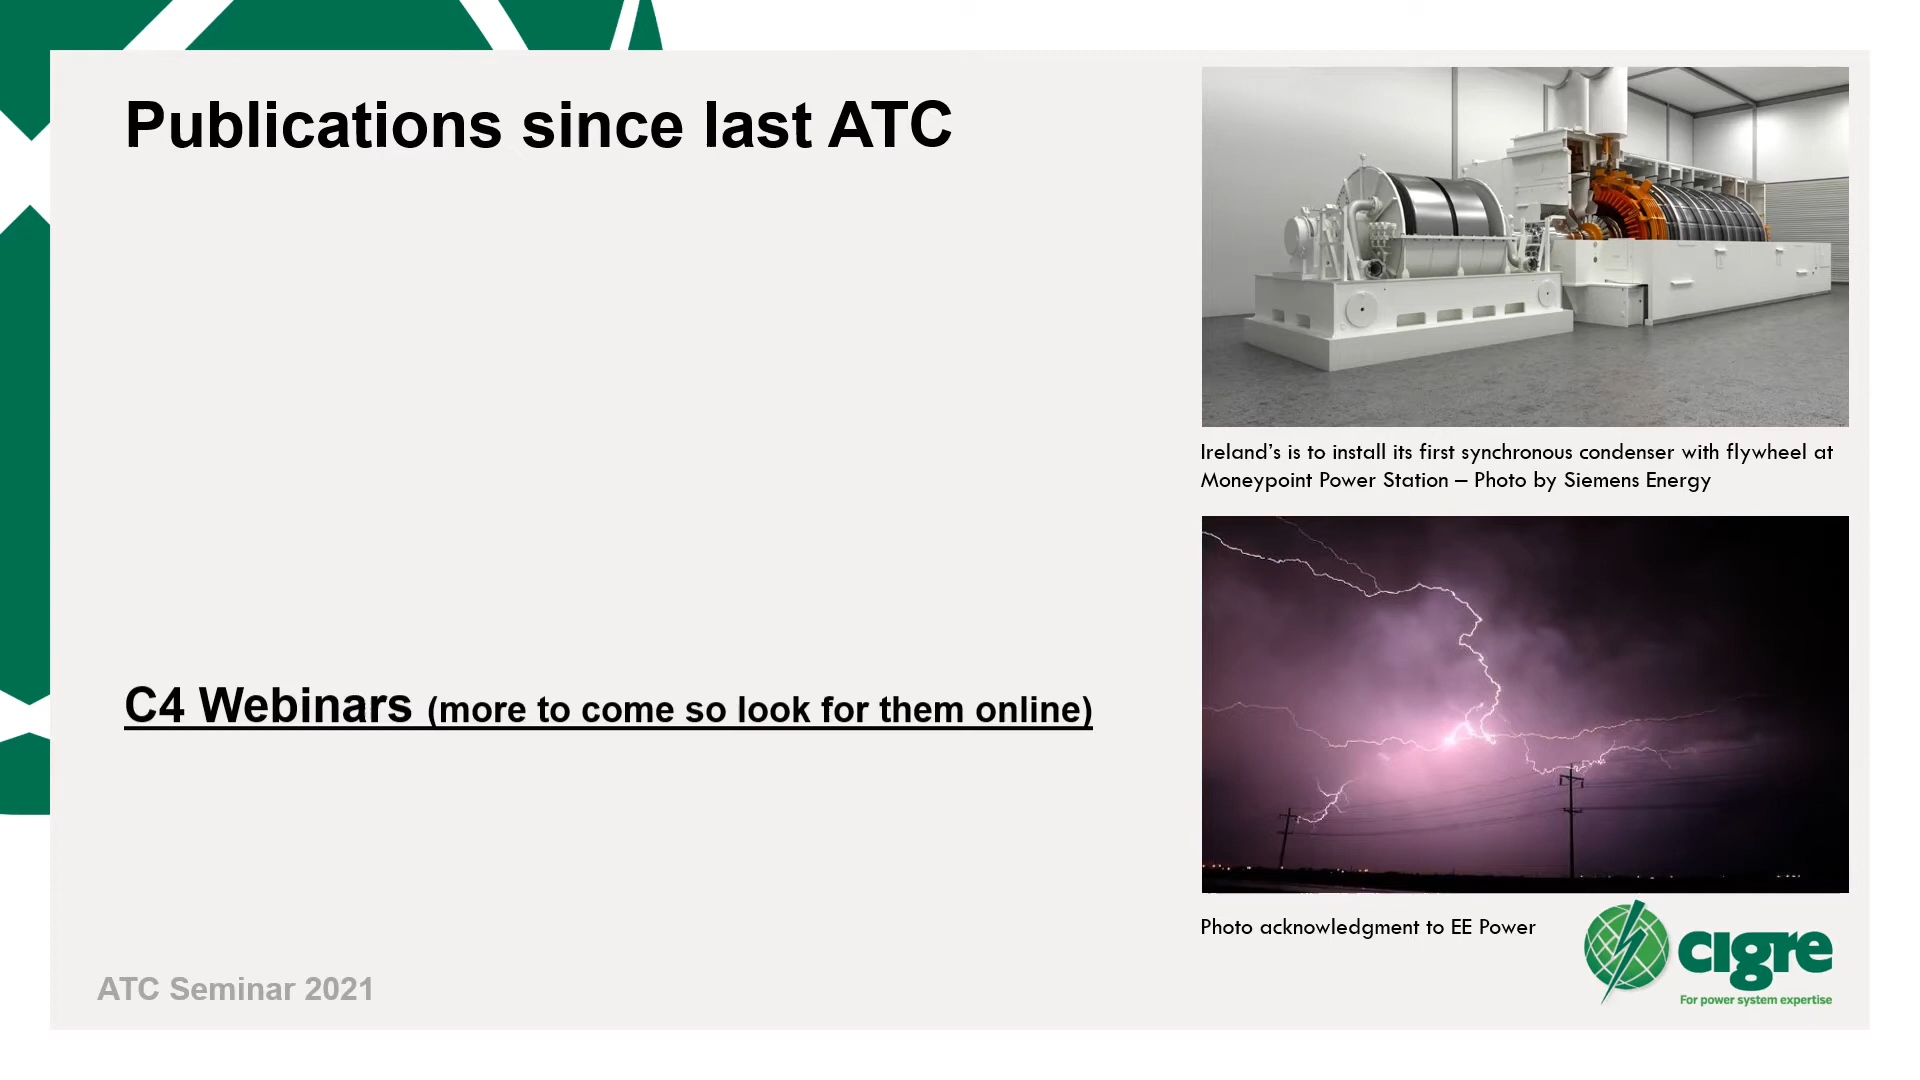 Publications since last ATC
Ireland’s is to install its first synchronous condenser with flywheel at
Moneypoint Power Station – Photo by Siemens Energy
C4 Webinars (more to come so look for them online)
Photo acknowledgment to EE Power
cigre
For power system expertise
ATC Seminar 2021